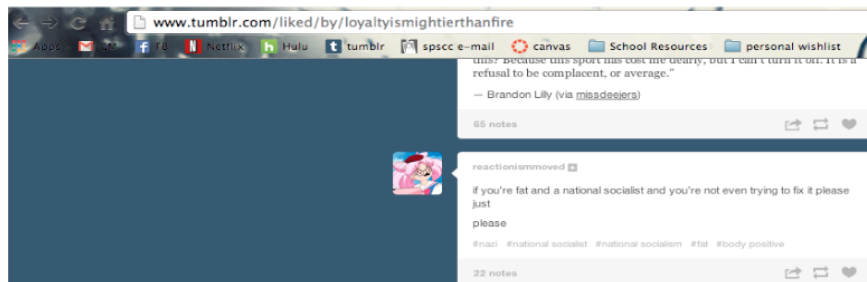 www.tumblr.com/liked/by/loyaltyismightierthanfire
Apps Netflix Hulu tumblr spscc e-mail canvas School Resources personal wishlist
this? Because this sport has cost me dearly, but I can't turn it off. It is a
refusal to be complacent, or average."
— Brandon Lilly (via missdeejers)
65 notes
reactionismmoved
if you're fat and a national socialist and you're not even trying to fix it please
just
please
#nazi #national socialist #national socialism #fat #body positive
22 notes